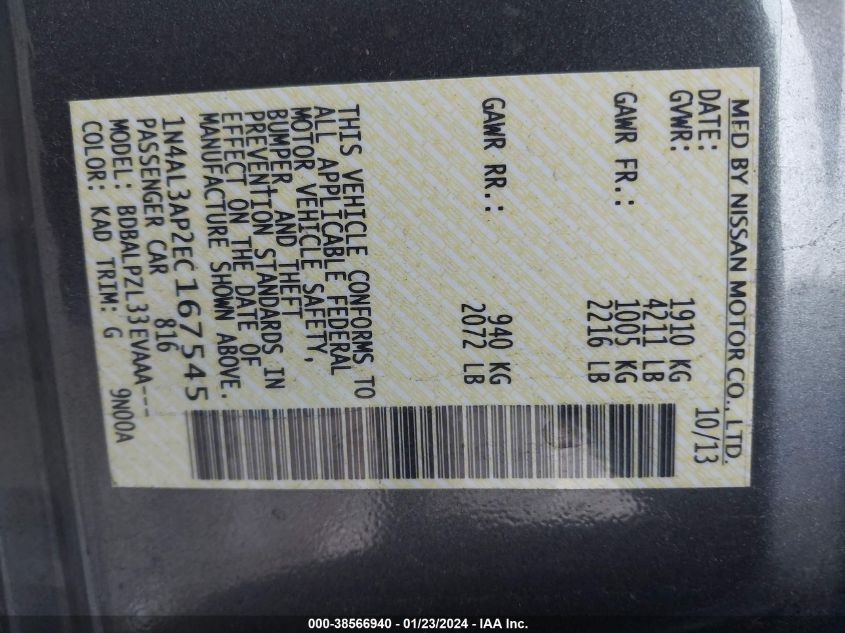 MFD BY NISSAN MOTOR CO., LTD.
DATE: 10/13
GVWR: 1910 KG
4211 LB
GAWR FR.: 1005 KG
2216 LB
GAWR RR.: 940 KG
2072 LB
THIS VEHICLE CONFORMS TO
ALL APPLICABLE FEDERAL
MOTOR VEHICLE SAFETY,
BUMPER, AND THEFT
PREVENTION STANDARDS IN
EFFECT ON THE DATE OF
MANUFACTURE SHOWN ABOVE.
1N4AL3AP2EC167545
PASSENGER CAR 816
MODEL: BDBALPZL33EVAAA---
COLOR: KAD TRIM: G 9N00A
000-38566940 - 01/23/2024 - IAA Inc.